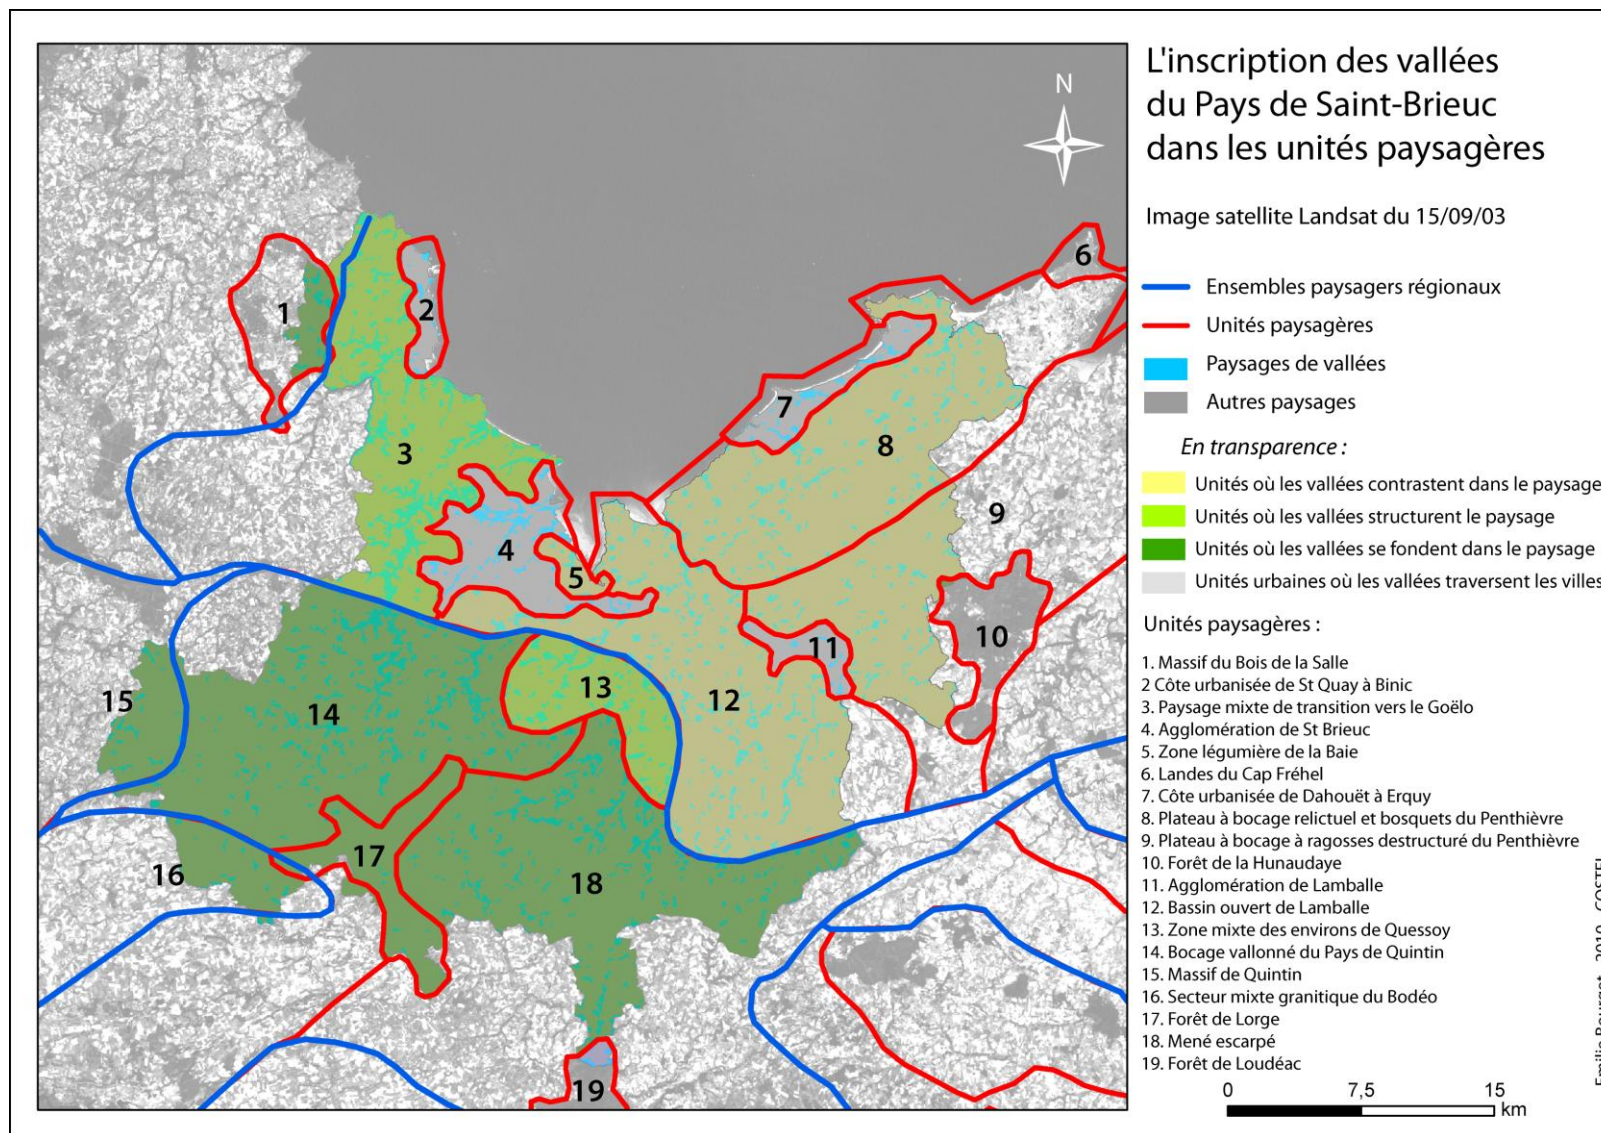 L'inscription des vallées
du Pays de Saint-Brieuc
dans les unités paysagères
Image satellite Landsat du 15/09/03
N
Ensembles paysagers régionaux
Unités paysagères
Paysages de vallées
Autres paysages
En transparence :
Unités où les vallées contrastent dans le paysage
Unités où les vallées structurent le paysage
Unités où les vallées se fondent dans le paysage
Unités urbaines où les vallées traversent les villes
Unités paysagères :
1. Massif du Bois de la Salle
2 Côte urbanisée de St Quay à Binic
3. Paysage mixte de transition vers le Goëlo
4. Agglomération de St Brieuc
5. Zone légumière de la Baie
6. Landes du Cap Fréhel
7. Côte urbanisée de Dahouët à Erquy
8. Plateau à bocage relictuel et bosquets du Penthièvre
9. Plateau à bocage à ragosses destructuré du Penthièvre
10. Forêt de la Hunaudaye
11. Agglomération de Lamballe
12. Bassin ouvert de Lamballe
13. Zone mixte des environs de Quessoy
14. Bocage vallonné du Pays de Quintin
15. Massif de Quintin
16. Secteur mixte granitique du Bodéo
17. Forêt de Lorge
18. Mené escarpé
19. Forêt de Loudéac
0 7,5 15
km
1
2
3
4
5
6
7
8
9
10
11
12
13
14
15
16
17
18
19